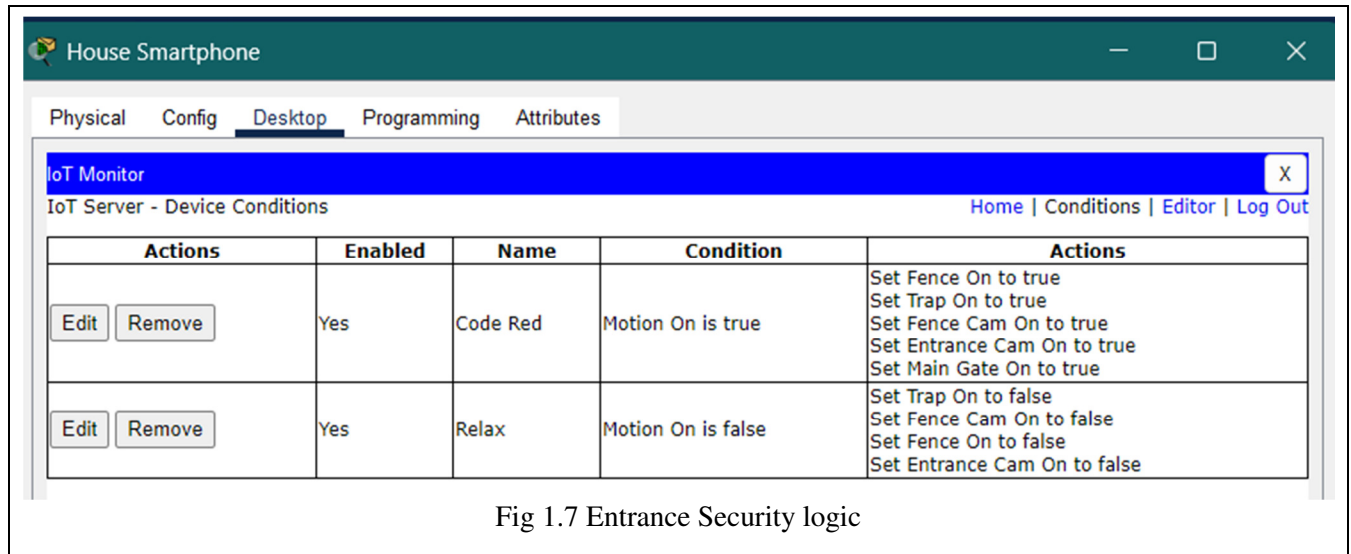 House Smartphone
Physical Config Desktop Programming Attributes
IoT Monitor X
IoT Server - Device Conditions Home | Conditions | Editor | Log Out
Actions Enabled Name Condition Actions
Edit Remove Yes Code Red Motion On is true
Set Fence On to true
Set Trap On to true
Set Fence Cam On to true
Set Entrance Cam On to true
Set Main Gate On to true
Edit Remove Yes Relax Motion On is false
Set Trap On to false
Set Fence Cam On to false
Set Fence On to false
Set Entrance Cam On to false
Fig 1.7 Entrance Security logic